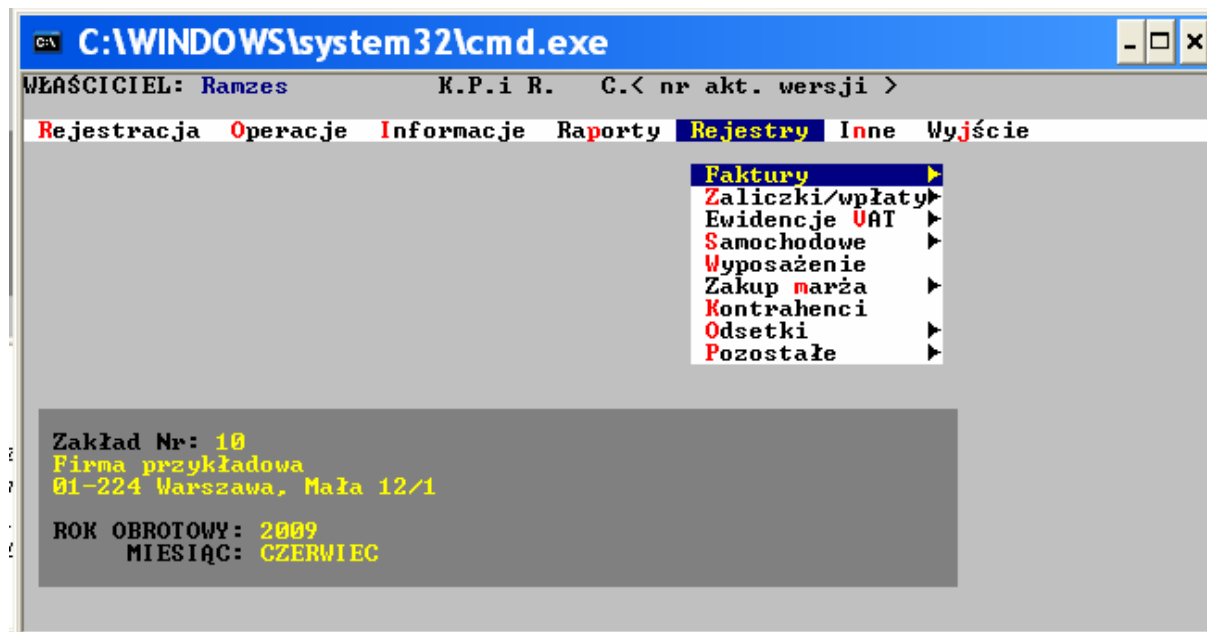 C:\WINDOWS\system32\cmd.exe
WŁAŚCICIEL: Ramzes K.P.i R. C.< nr akt. wersji >
Rejestracja Operacje Informacje Raporty Rejestry Inne Wyjście
Faktury
Zaliczki/wpłaty
Ewidencje VAT
Samochodowe
Wyposażenie
Zakup marża
Kontrahenci
Odsetki
Pozostałe
Zakład Nr: 10
Firma przykładowa
01-224 Warszawa, Mała 12/1
ROK OBROTOWY: 2009
MIESIĄC: CZERWIEC